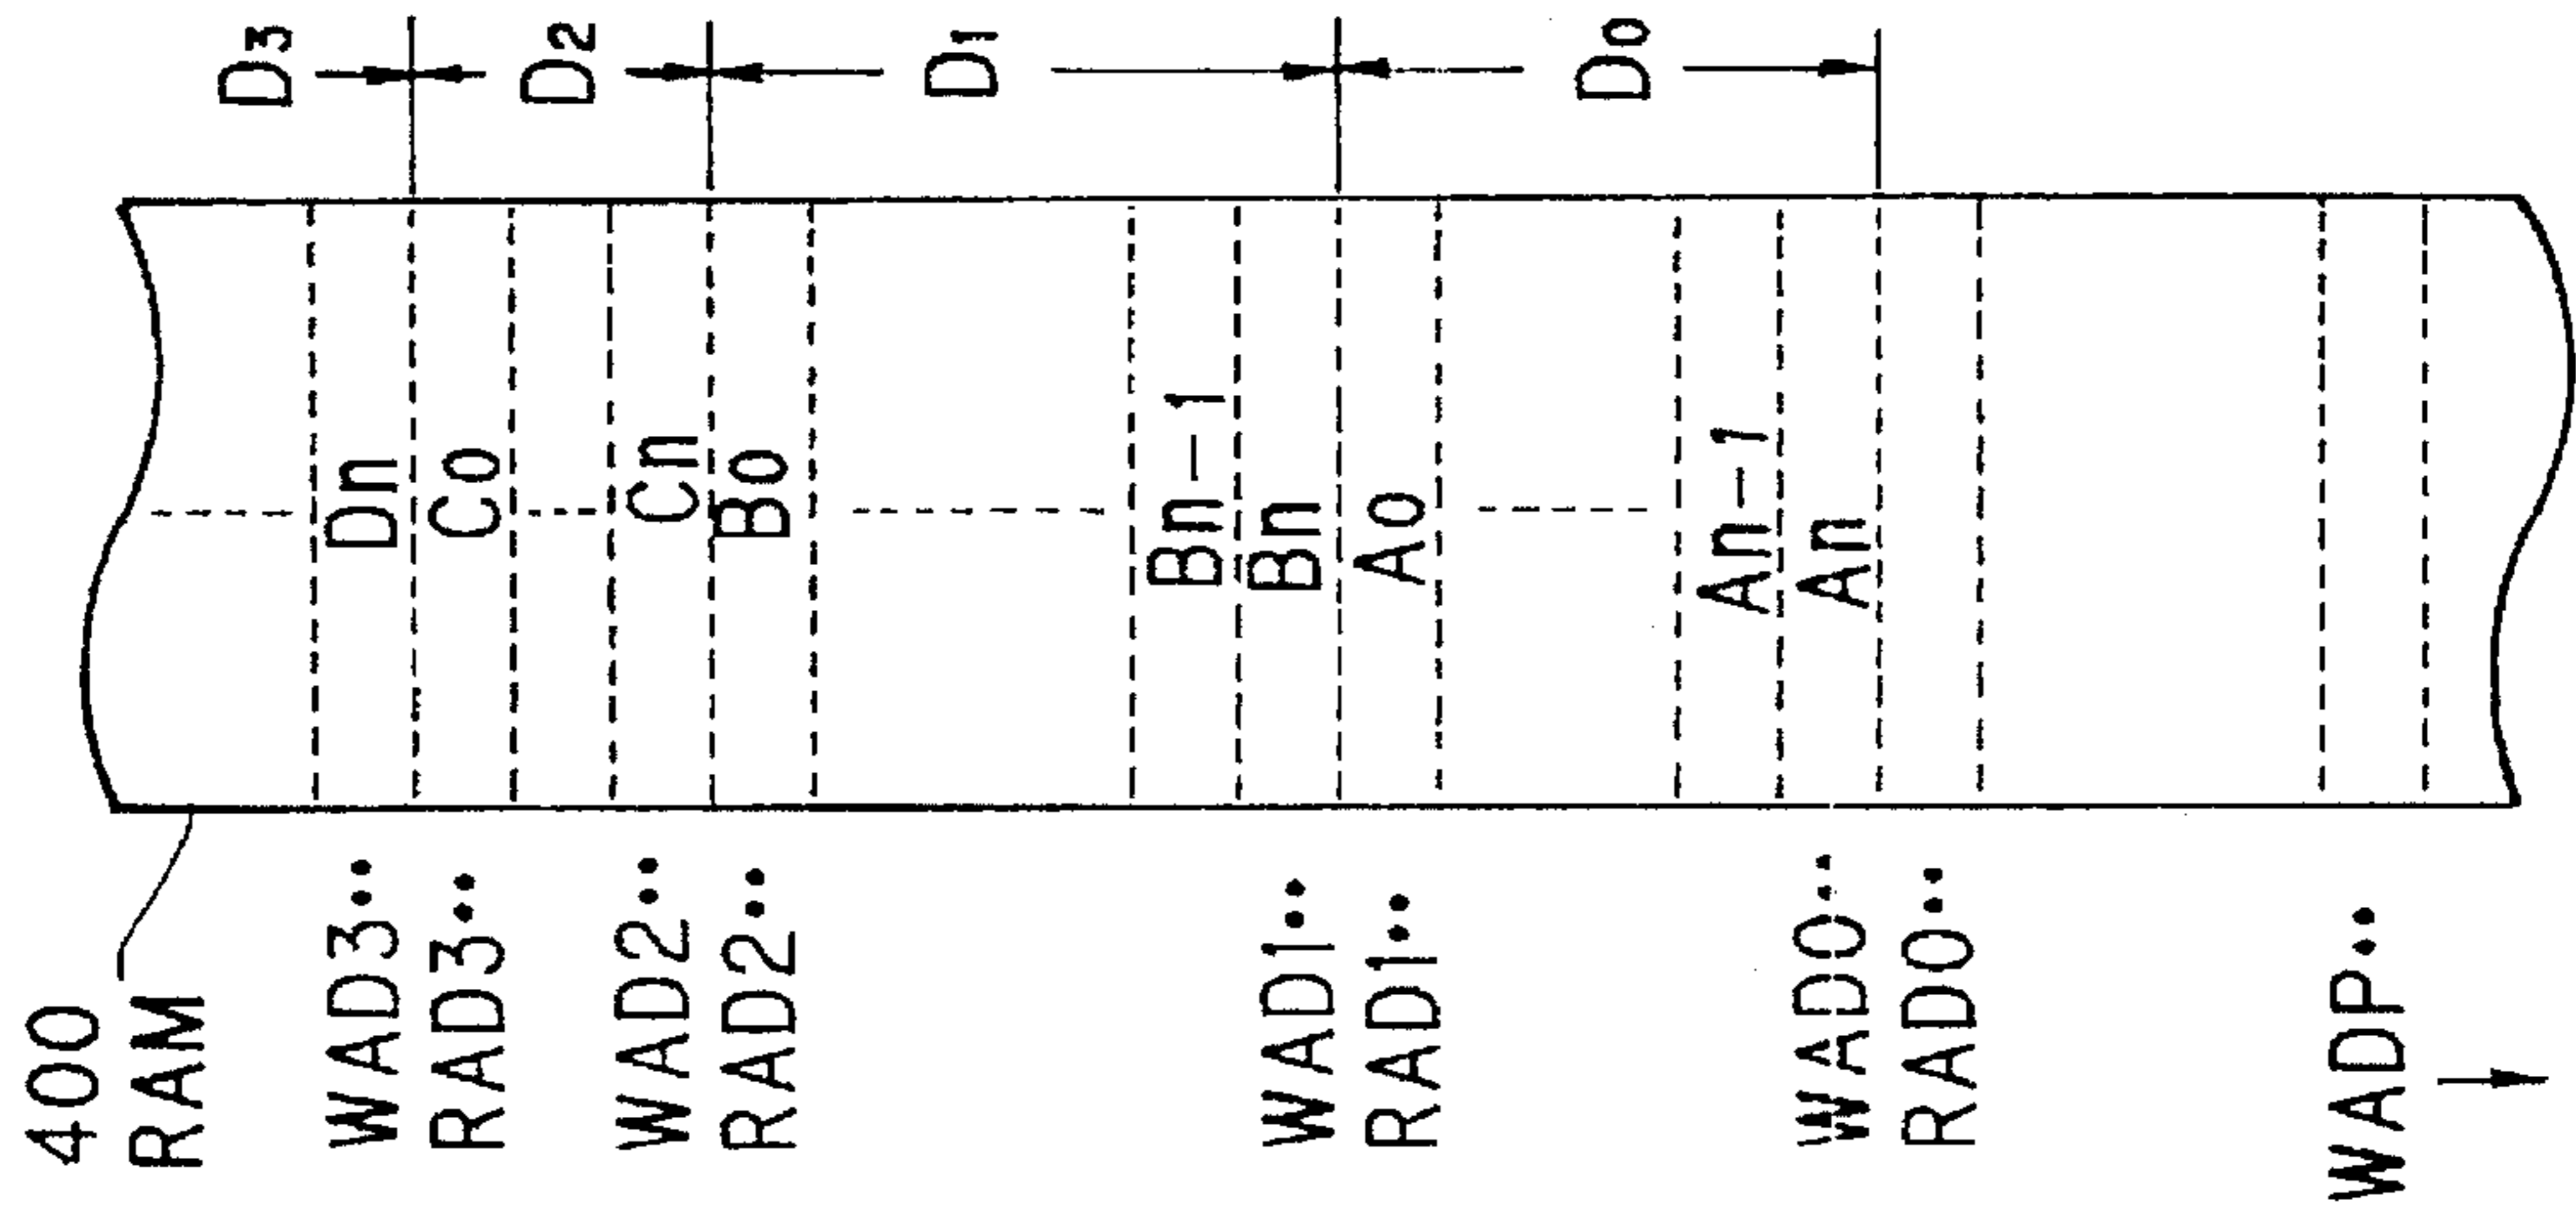 400
RAM
D3
WAD3•• Dn
RAD3•• Co
D2
WAD2•• Cn
RAD2•• Bo
D1
Bn-1
WAD1•• Bn
RAD1•• Ao
D0
An-1
WAD0•• An
RAD0••
WADP••